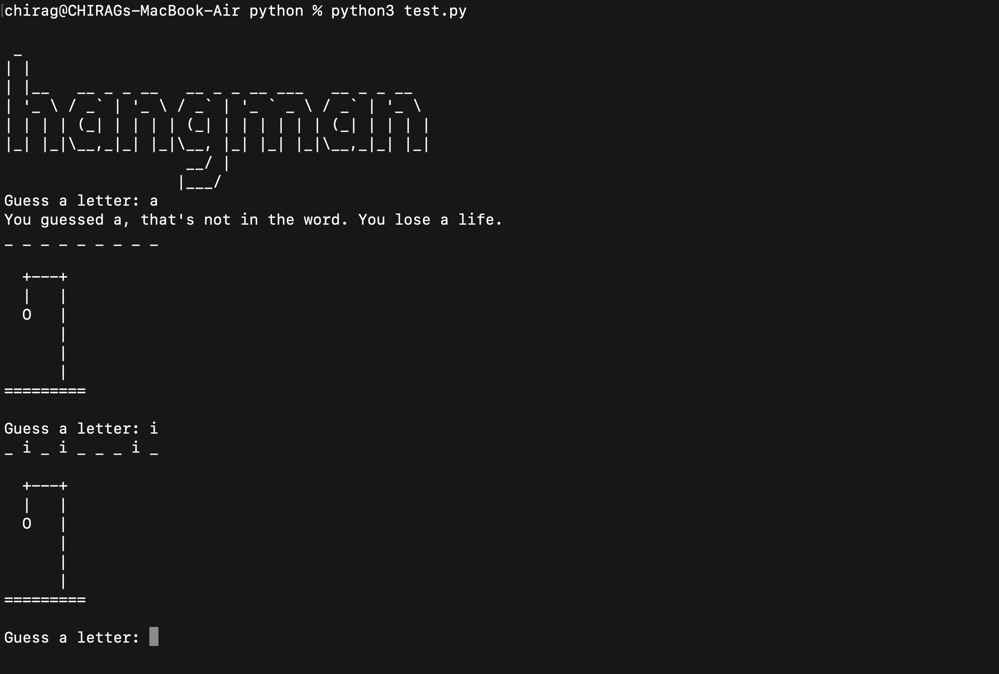 chirag@CHIRAGs-MacBook-Air python % python3 test.py
 _
| |
| |__   __ _ _ __   __ _ _ __ ___   __ _ _ __
| '_ \ / _` | '_ \ / _` | '_ ` _ \ / _` | '_ \
| | | | (_| | | | | (_| | | | | | | (_| | | | |
|_| |_|\__,_|_| |_|\__, |_| |_| |_|\__,_|_| |_|
                    __/ |
                   |___/
Guess a letter: a
You guessed a, that's not in the word. You lose a life.
_ _ _ _ _ _ _ _ _
  +---+
  |   |
  O   |
      |
      |
      |
=========
Guess a letter: i
_ i _ i _ _ _ i _
  +---+
  |   |
  O   |
      |
      |
      |
=========
Guess a letter: